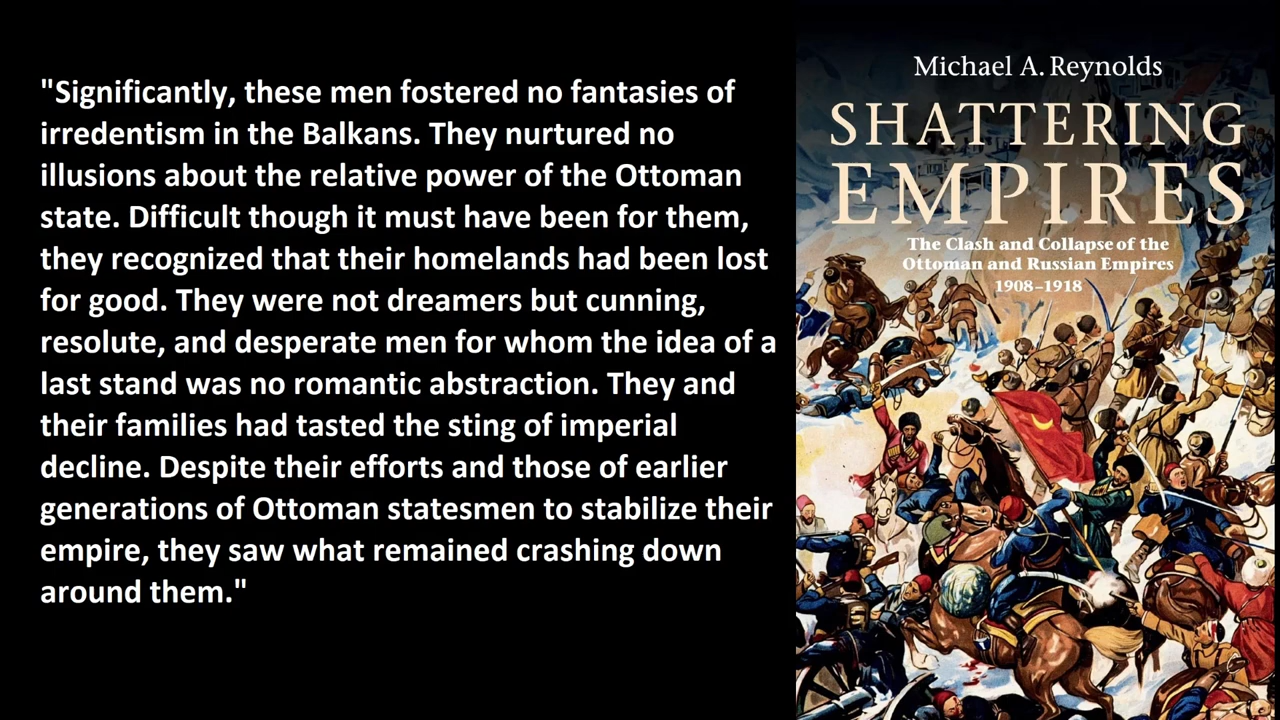 "Significantly, these men fostered no fantasies of
irredentism in the Balkans. They nurtured no
illusions about the relative power of the Ottoman
state. Difficult though it must have been for them,
they recognized that their homelands had been lost
for good. They were not dreamers but cunning,
resolute, and desperate men for whom the idea of a
last stand was no romantic abstraction. They and
their families had tasted the sting of imperial
decline. Despite their efforts and those of earlier
generations of Ottoman statesmen to stabilize their
empire, they saw what remained crashing down
around them."
Michael A. Reynolds
SHATTERING
EMPIRES
The Clash and Collapse of the
Ottoman and Russian Empires
1908–1918